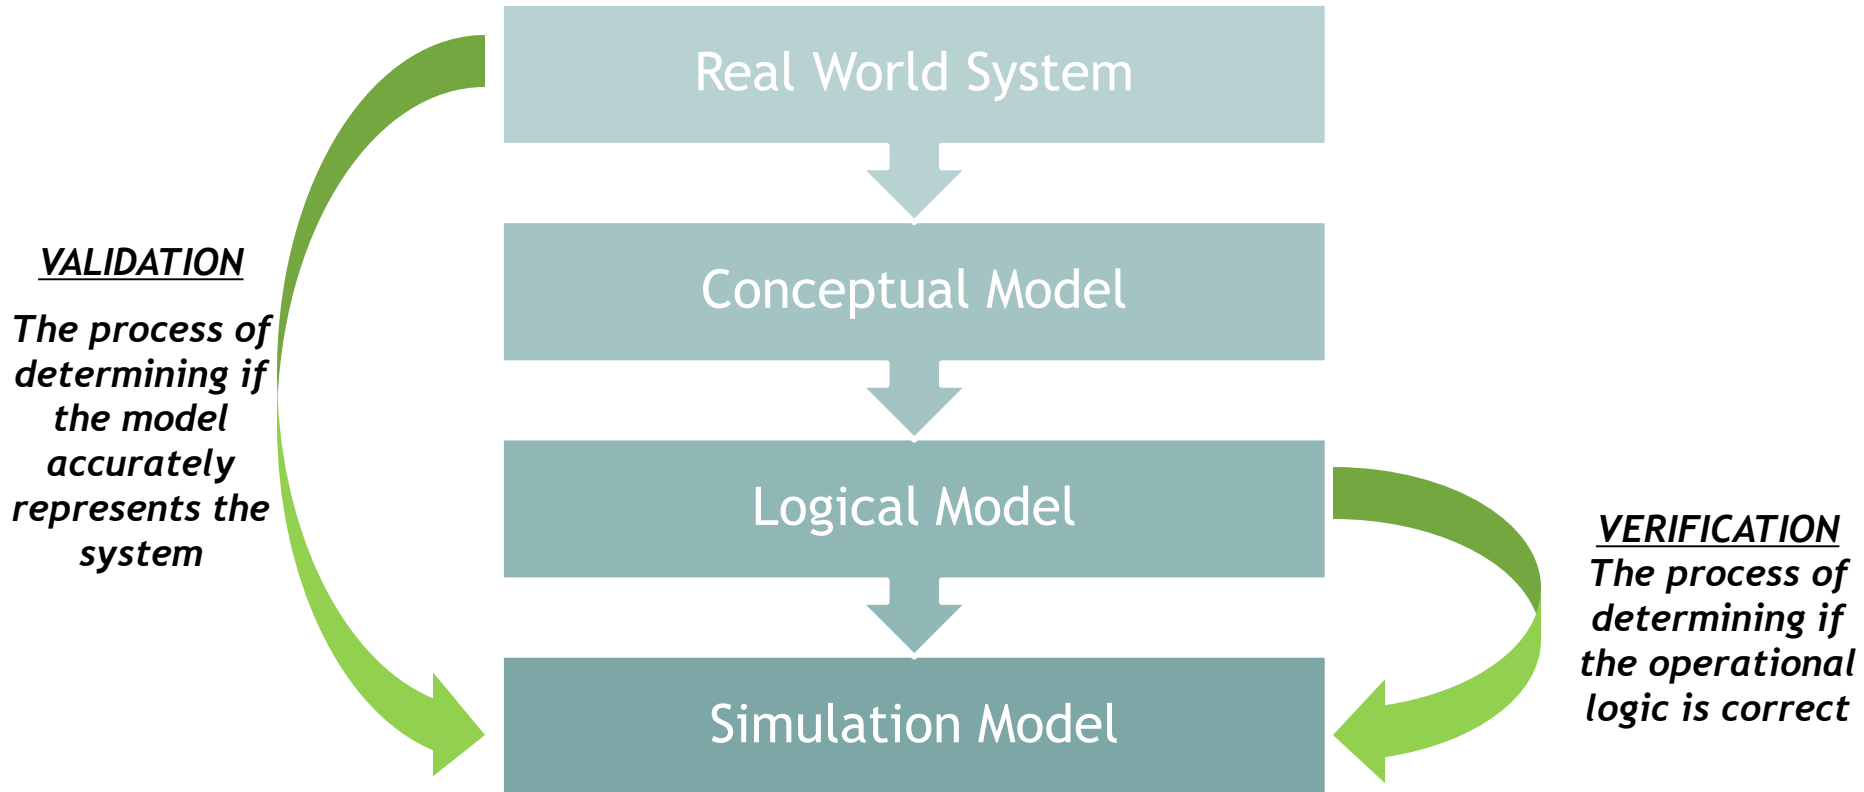 Real World System
VALIDATION
The process of
determining if
the model
accurately
represents the
system
Conceptual Model
Logical Model
VERIFICATION
The process of
determining if
the operational
logic is correct
Simulation Model